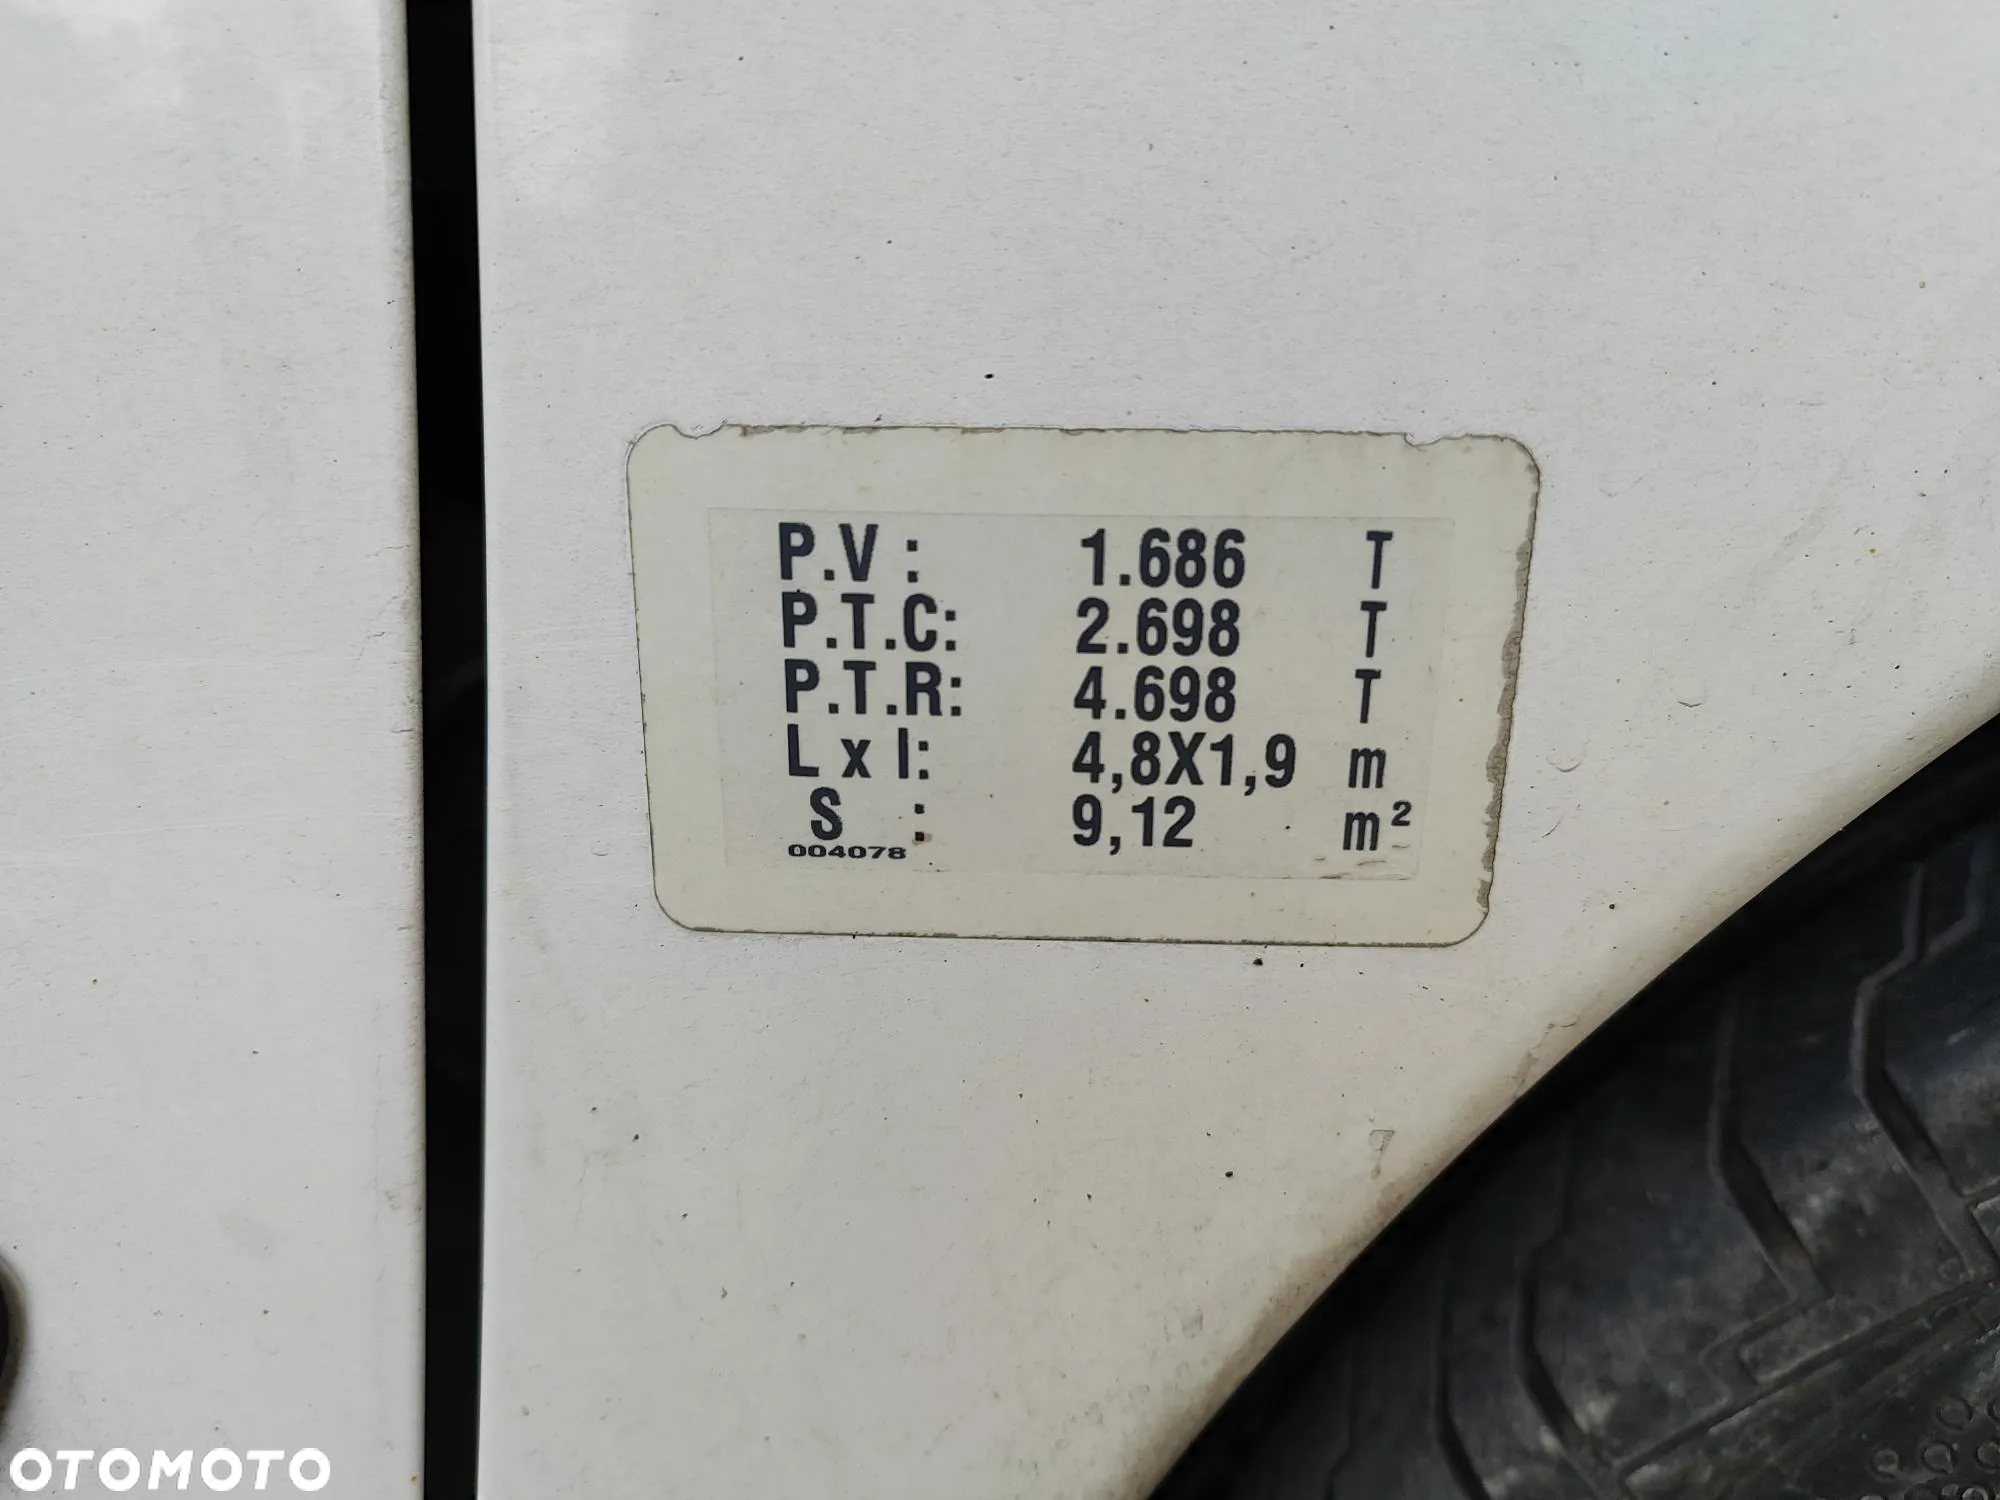 P.V : 1.686 T
P.T.C: 2.698 T
P.T.R: 4.698 T
L x l: 4,8X1,9 m
S : 9,12 m²
004078
OTOMOTO